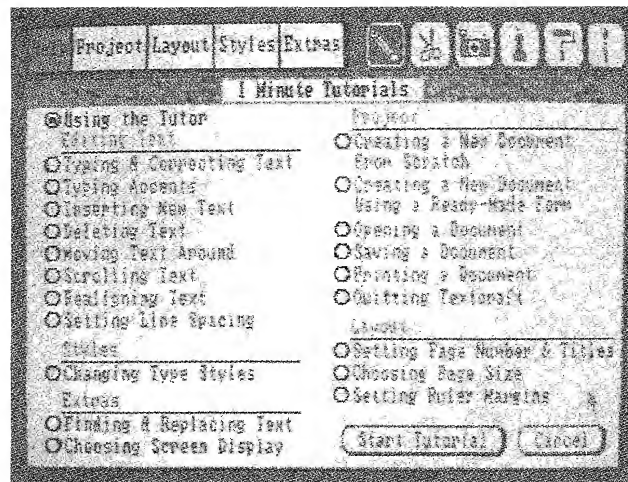 Project Layout Styles Extras
1 Minute Tutorials
Using the Tutor
Editing Text
Typing & Correcting Text
Typing Accents
Inserting New Text
Deleting Text
Moving Text Around
Scrolling Text
Realigning Text
Setting Line Spacing
Styles
Changing Type Styles
Extras
Finding & Replacing Text
Choosing Screen Display
Project
Creating a New Document
From Scratch
Creating a New Document
Using a Ready-Made Form
Opening a Document
Saving a Document
Printing a Document
Quitting Textcraft
Layout
Setting Page Number & Titles
Choosing Page Size
Setting Ruler Margins
Start Tutorial
Cancel